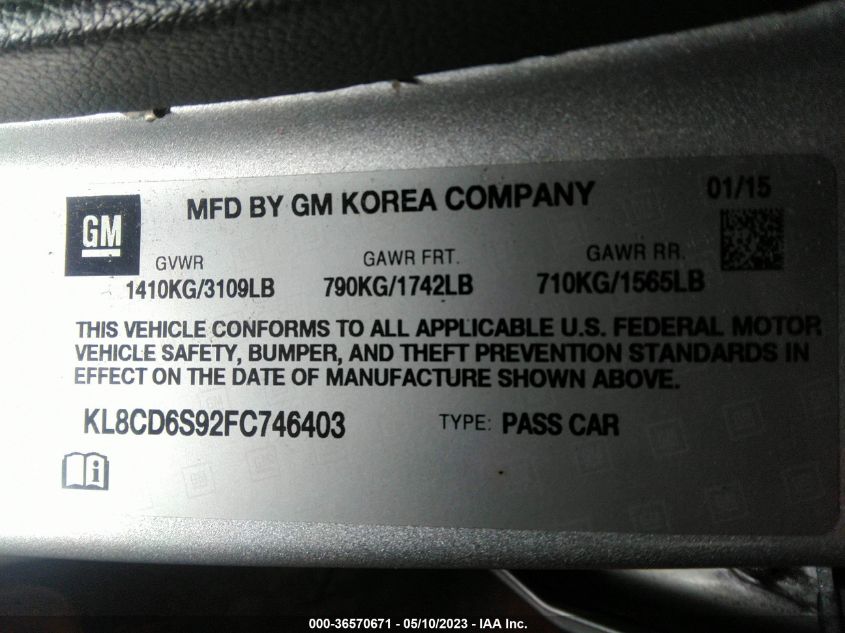 GM
MFD BY GM KOREA COMPANY
01/15
GVWR
GAWR FRT.
GAWR RR.
1410KG/3109LB
790KG/1742LB
710KG/1565LB
THIS VEHICLE CONFORMS TO ALL APPLICABLE U.S. FEDERAL MOTOR
VEHICLE SAFETY, BUMPER, AND THEFT PREVENTION STANDARDS IN
EFFECT ON THE DATE OF MANUFACTURE SHOWN ABOVE.
KL8CD6S92FC746403
TYPE: PASS CAR
000-36570671 - 05/10/2023 - IAA Inc.